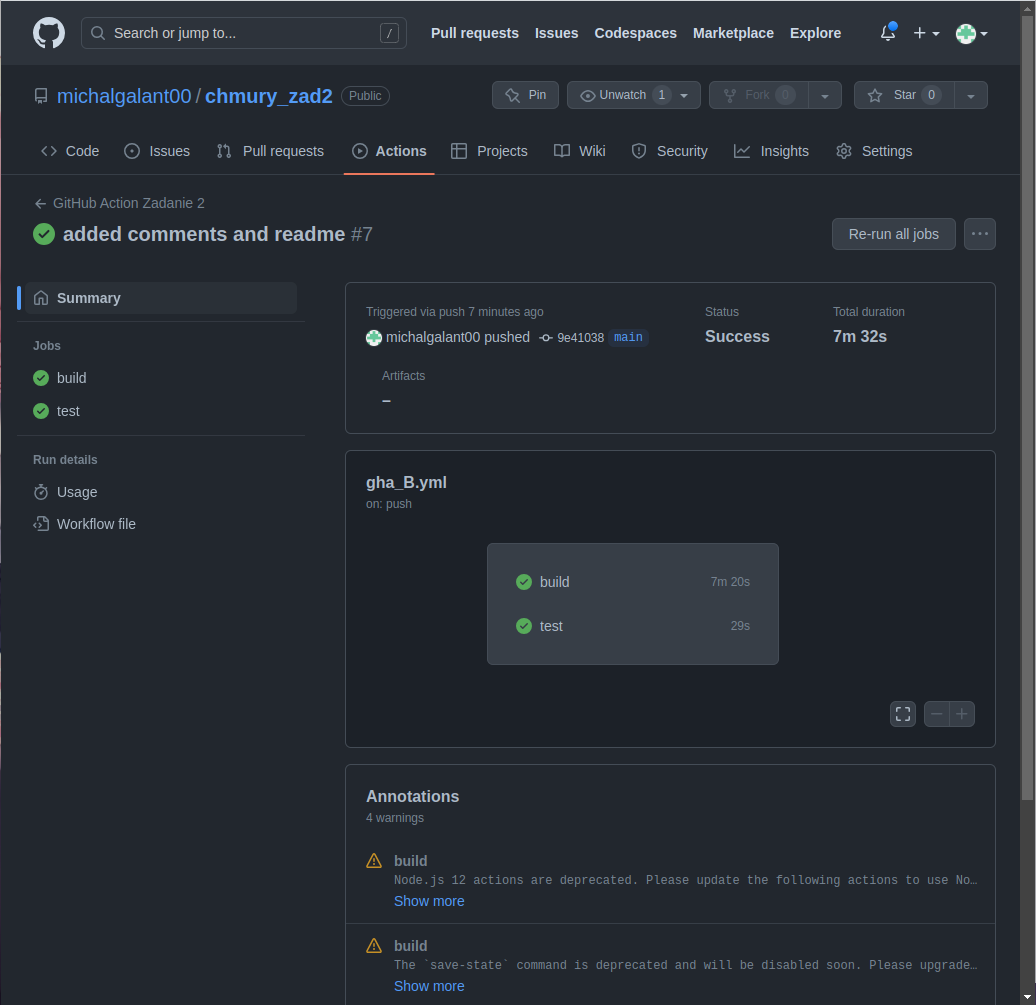 Search or jump to... / Pull requests Issues Codespaces Marketplace Explore
michalgalant00 / chmury_zad2 Public Pin Unwatch 1 Fork 0 Star 0
Code Issues Pull requests Actions Projects Wiki Security Insights Settings
GitHub Action Zadanie 2
added comments and readme #7 Re-run all jobs ...
Summary
Jobs
build
test
Run details
Usage
Workflow file
Triggered via push 7 minutes ago Status Total duration
michalgalant00 pushed 9e41038 main Success 7m 32s
Artifacts
–
gha_B.yml
on: push
build 7m 20s
test 29s
Annotations
4 warnings
build
Node.js 12 actions are deprecated. Please update the following actions to use No…
Show more
build
The `save-state` command is deprecated and will be disabled soon. Please upgrade…
Show more